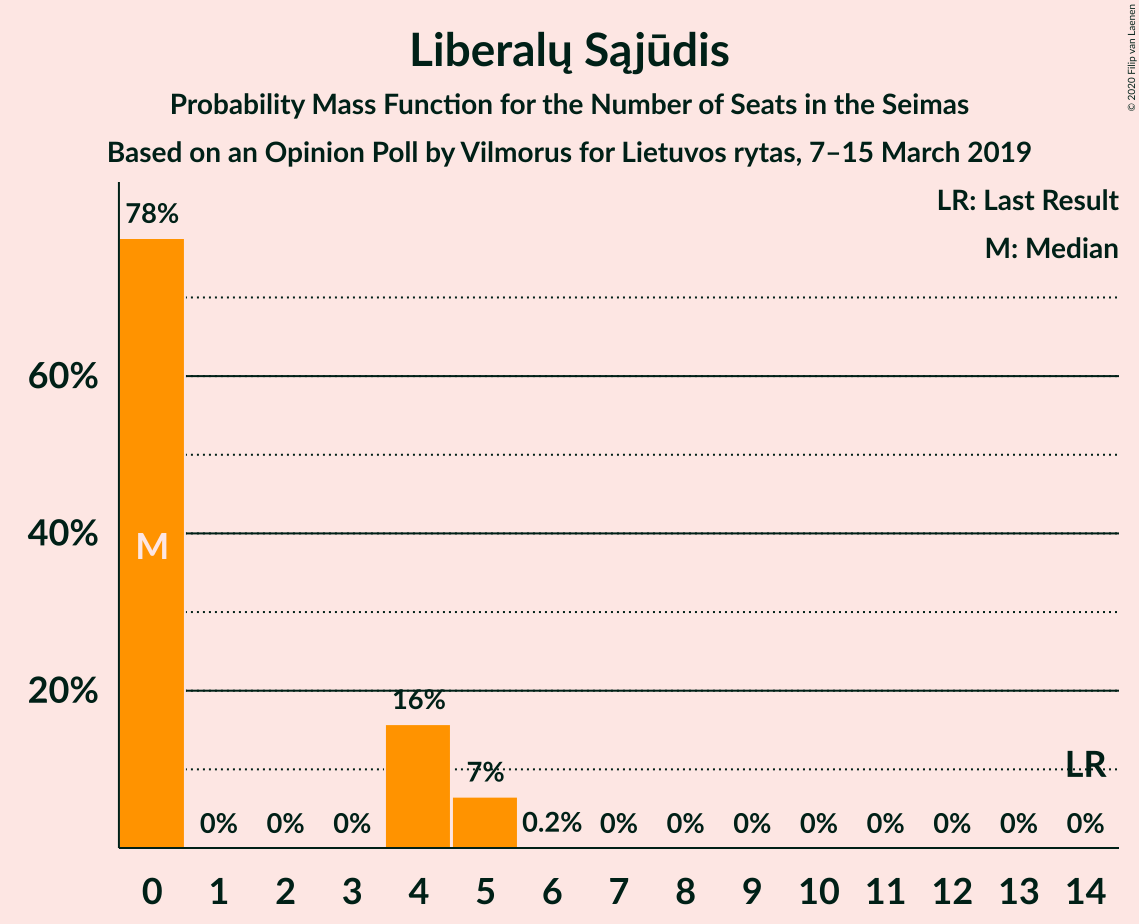 Liberalų Sąjūdis
Probability Mass Function for the Number of Seats in the Seimas
Based on an Opinion Poll by Vilmorus for Lietuvos rytas, 7–15 March 2019
© 2020 Filip van Laenen
LR: Last Result
M: Median
78%
60%
40%
M
20%
16%
7%
LR
0% 0% 0% 0.2% 0% 0% 0% 0% 0% 0% 0% 0%
0 1 2 3 4 5 6 7 8 9 10 11 12 13 14